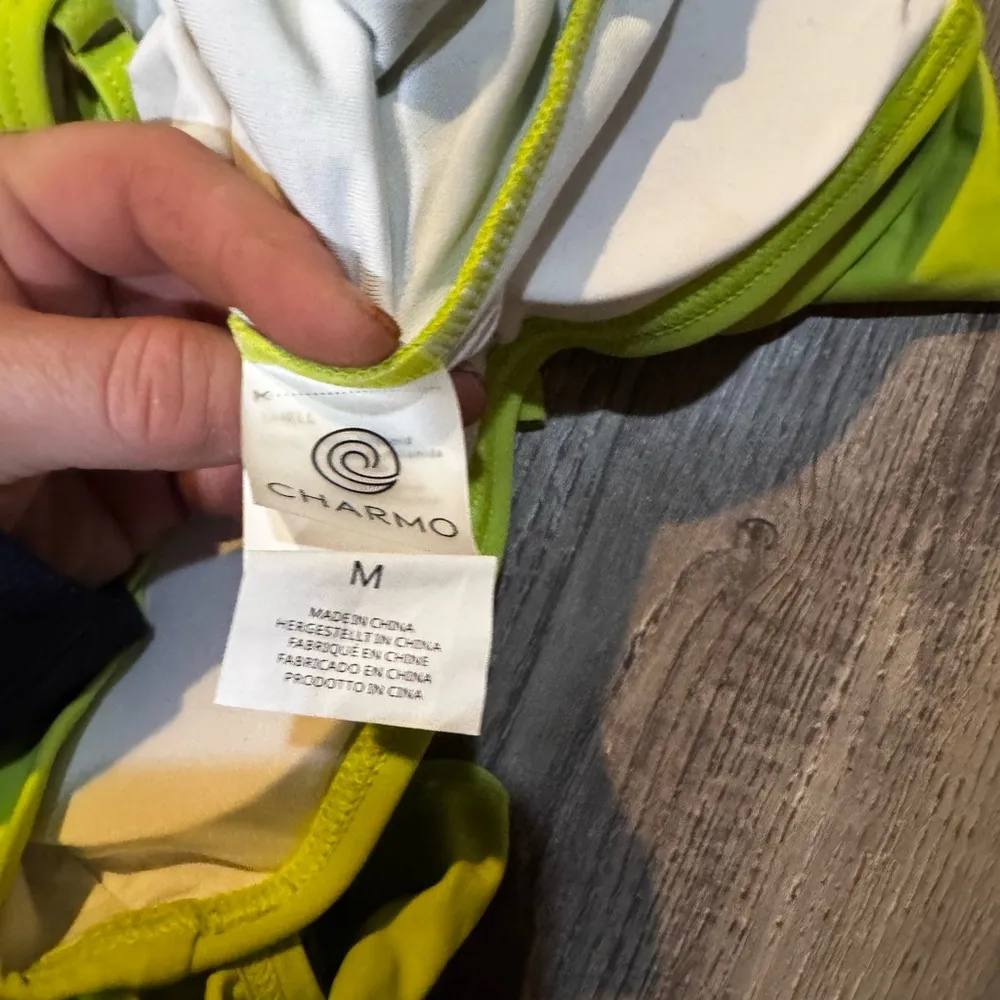 CHARMO
M
MADE IN CHINA
HERGESTELLT IN CHINA
FABRIQUÉ EN CHINE
FABRICADO EN CHINA
PRODOTTO IN CINA